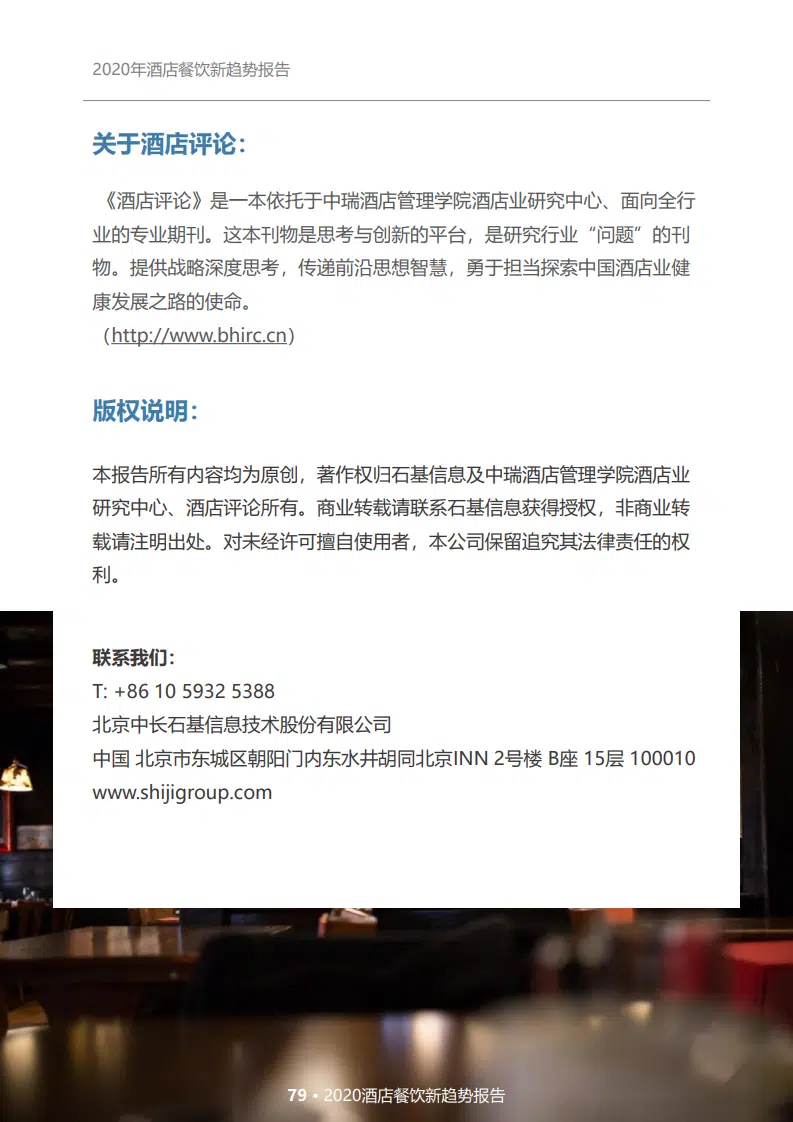 2020年酒店餐饮新趋势报告
关于酒店评论：
《酒店评论》是一本依托于中瑞酒店管理学院酒店业研究中心、面向全行
业的专业期刊。这本刊物是思考与创新的平台，是研究行业“问题”的刊
物。提供战略深度思考，传递前沿思想智慧，勇于担当探索中国酒店业健
康发展之路的使命。
（http://www.bhirc.cn）
版权说明：
本报告所有内容均为原创，著作权归石基信息及中瑞酒店管理学院酒店业
研究中心、酒店评论所有。商业转载请联系石基信息获得授权，非商业转
载请注明出处。对未经许可擅自使用者，本公司保留追究其法律责任的权
利。
联系我们：
T: +86 10 5932 5388
北京中长石基信息技术股份有限公司
中国 北京市东城区朝阳门内东水井胡同北京INN 2号楼 B座 15层 100010
www.shijigroup.com
79 • 2020酒店餐饮新趋势报告